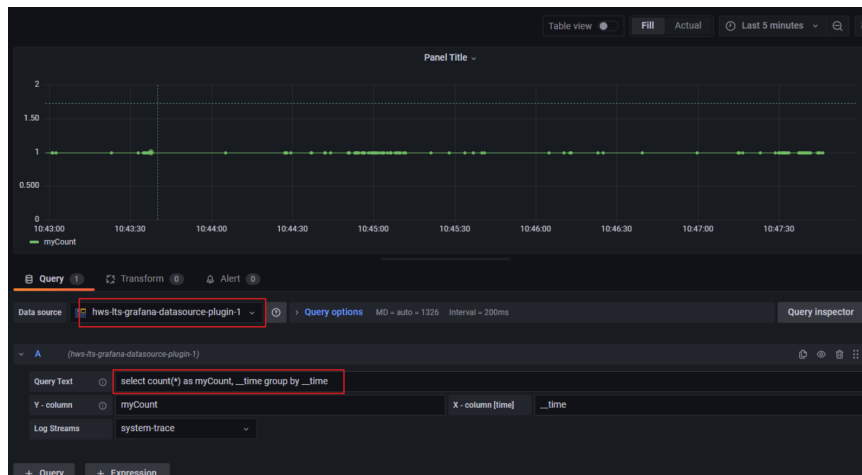 Table view Fill Actual Last 5 minutes
Panel Title
2
1.50
1
0.500
0
10:43:00 10:43:30 10:44:00 10:44:30 10:45:00 10:45:30 10:46:00 10:46:30 10:47:00 10:47:30
myCount
Query 1 Transform 0 Alert 0
Data source hws-lts-grafana-datasource-plugin-1 Query options MD = auto = 1326 Interval = 200ms Query inspector
A (hws-lts-grafana-datasource-plugin-1)
Query Text select count(*) as myCount, __time group by __time
Y - column myCount X - column [time] __time
Log Streams system-trace
+ Query + Expression